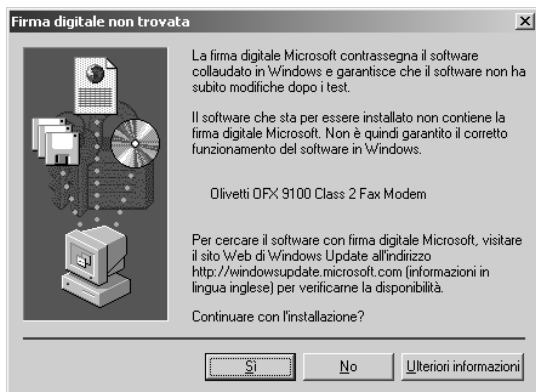 Firma digitale non trovata
La firma digitale Microsoft contrassegna il software
collaudato in Windows e garantisce che il software non ha
subito modifiche dopo i test.
Il software che sta per essere installato non contiene la
firma digitale Microsoft. Non è quindi garantito il corretto
funzionamento del software in Windows.
Olivetti OFX 9100 Class 2 Fax Modem
Per cercare il software con firma digitale Microsoft, visitare
il sito Web di Windows Update all'indirizzo
http://windowsupdate.microsoft.com (informazioni in
lingua inglese) per verificarne la disponibilità.
Continuare con l'installazione?
Sì No Ulteriori informazioni